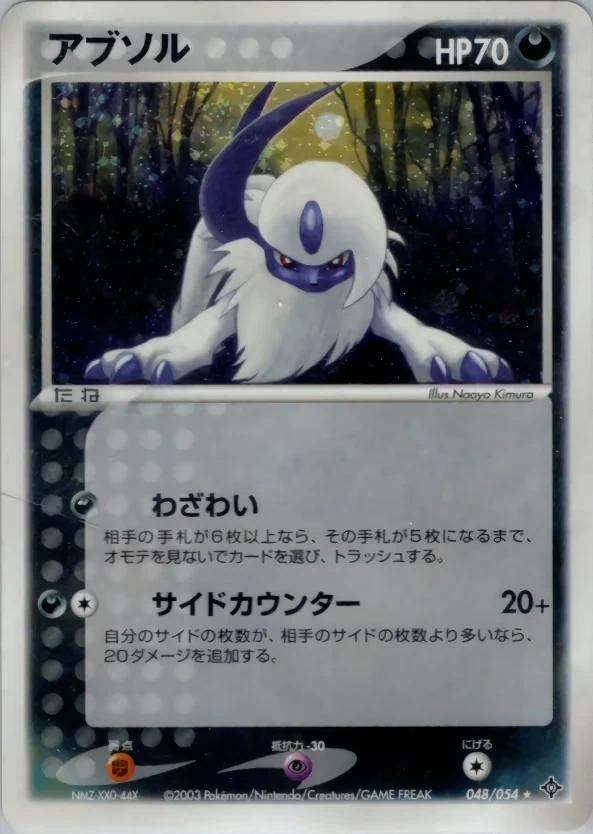 アブソル HP70
たね Illus. Naoyo Kimura
わざわい
相手の手札が6枚以上なら、その手札が5枚になるまで、
オモテを見ないでカードを選び、トラッシュする。
サイドカウンター 20+
自分のサイドの枚数が、相手のサイドの枚数より多いなら、
20ダメージを追加する。
弱点 抵抗力 -30 にげる
NMZ-XX0-44X ©2003 Pokémon/Nintendo/Creatures/GAME FREAK 048/054 ★